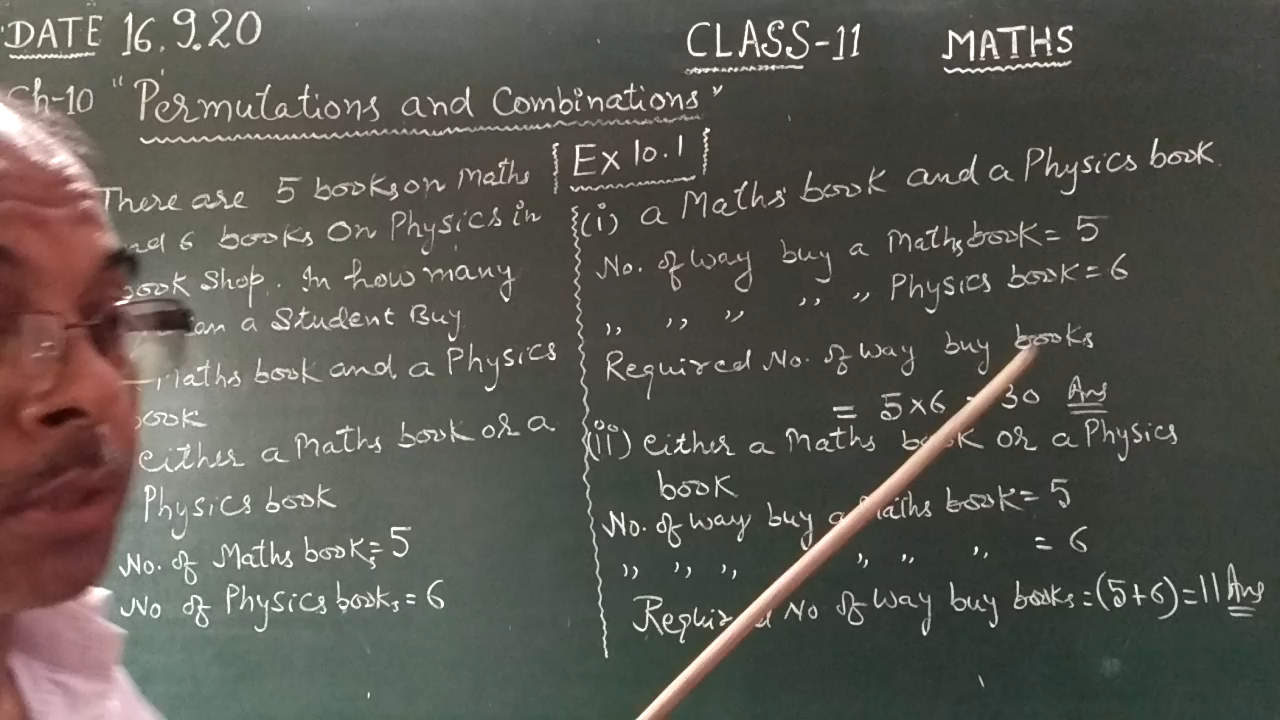 DATE 16.9.20
CLASS-11 MATHS
Ch-10 "Permutations and Combinations"
Ex 10.1
There are 5 books on Maths
6 books On Physics in
book Shop. In how many
an a Student Buy
Maths book and a Physics
book
either a Maths book or a
Physics book
No. of Maths books = 5
No of Physics books = 6
(i) a Maths book and a Physics book
No. of way buy a Maths book = 5
,, ,, ,, ,, ,, Physics book = 6
Required No. of way buy books
= 5×6 = 30 Ans
(ii) either a Maths book or a Physics
book
No. of way buy a Maths book = 5
,, ,, ,, ,, ,, ,, = 6
Required No of way buy books = (5+6) = 11 Ans